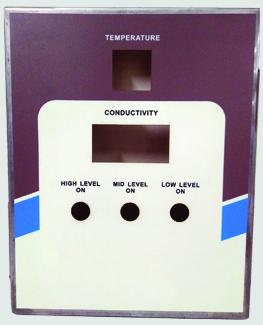 TEMPERATURE
CONDUCTIVITY
HIGH LEVEL MID LEVEL LOW LEVEL
ON ON ON